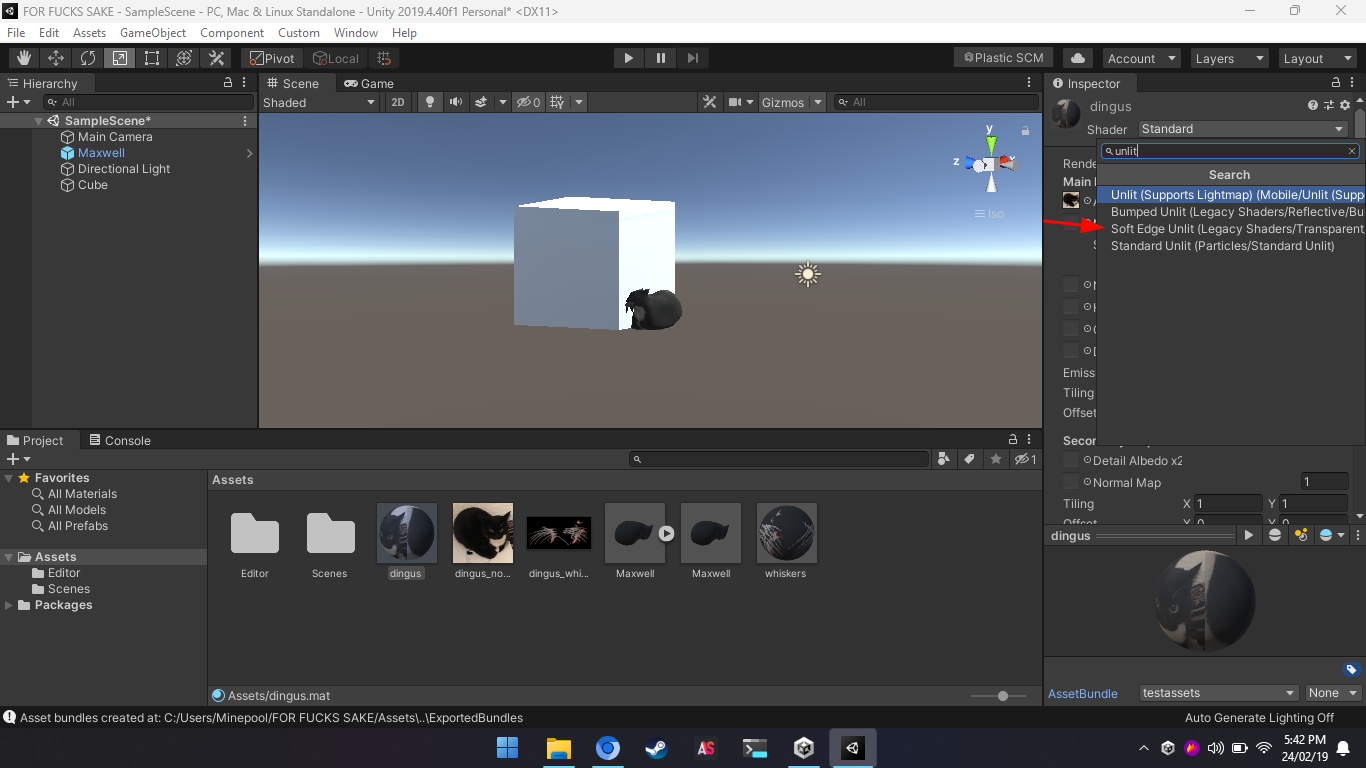 FOR FUCKS SAKE - SampleScene - PC, Mac & Linux Standalone - Unity 2019.4.40f1 Personal* <DX11>
File Edit Assets GameObject Component Custom Window Help
Pivot Local Plastic SCM Account Layers Layout
Hierarchy
All
SampleScene*
Main Camera
Maxwell
Directional Light
Cube
Scene Game
Shaded 2D 0 Gizmos All
y
z
Iso
Inspector
dingus
Shader Standard
unlit
Search
Unlit (Supports Lightmap) (Mobile/Unlit (Supp
Bumped Unlit (Legacy Shaders/Reflective/Bu
Soft Edge Unlit (Legacy Shaders/Transparent
Standard Unlit (Particles/Standard Unlit)
Rende
Main
Emiss
Tiling
Offset
Secon
Detail Albedo x2
Normal Map 1
Tiling X 1 Y 1
Offset X 0 Y 0
dingus
AssetBundle testassets None
Project Console
1
Favorites
All Materials
All Models
All Prefabs
Assets
Editor
Scenes
Packages
Assets
Editor Scenes dingus dingus_no... dingus_whi... Maxwell Maxwell whiskers
Assets/dingus.mat
Asset bundles created at: C:/Users/Minepool/FOR FUCKS SAKE/Assets\..\ExportedBundles
Auto Generate Lighting Off
AS
5:42 PM
24/02/19